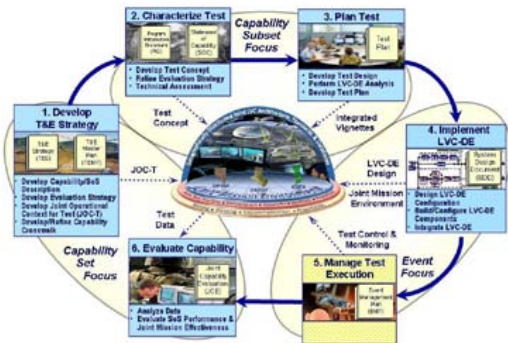 2. Characterize Test
Program Introduction Document (PID)
Statement of Capability (SOC)
• Develop Test Concept
• Refine Evaluation Strategy
• Technical Assessment
Capability
Subset
Focus
3. Plan Test
Test Plan
• Develop Test Design
• Perform LVC-DE Analysis
• Develop Test Plan
1. Develop
T&E Strategy
T&E Strategy (TES)
T&E Master Plan (TEMP)
• Develop Capability/SoS
Description
• Develop Evaluation Strategy
• Develop Joint Operational
Context for Test (JOC-T)
• Develop/Refine Capability
Crosswalk
Test
Concept
Integrated
Vignettes
JOC-T
LVC-DE
Design
Joint Mission
Environment
4. Implement
LVC-DE
System Design Document (SDD)
• Design LVC-DE
Configuration
• Build/Configure LVC-DE
Components
• Integrate LVC-DE
Test
Data
Test Control &
Monitoring
Capability
Set
Focus
6. Evaluate Capability
Joint Capability Evaluation (JCE)
• Analyze Data
• Evaluate SoS Performance &
Joint Mission Effectiveness
5. Manage Test
Execution
Event Management Plan (EMP)
Event
Focus